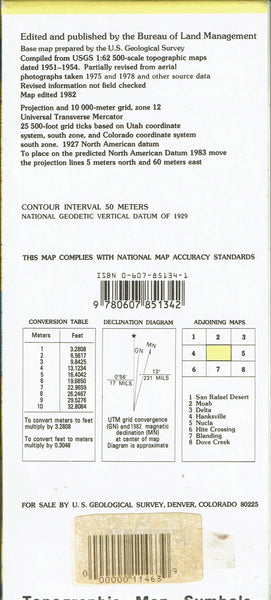 Edited and published by the Bureau of Land Management
Base map prepared by the U.S. Geological Survey
Compiled from USGS 1:62 500-scale topographic maps
dated 1951-1954. Partially revised from aerial
photographs taken 1975 and 1978 and other source data
Revised information not field checked
Map edited 1982
Projection and 10 000-meter grid, zone 12
Universal Transverse Mercator
25 500-foot grid ticks based on Utah coordinate
system, south zone, and Colorado coordinate system
south zone. 1927 North American datum
To place on the predicted North American Datum 1983 move
the projection lines 5 meters north and 60 meters east
CONTOUR INTERVAL 50 METERS
NATIONAL GEODETIC VERTICAL DATUM OF 1929
THIS MAP COMPLIES WITH NATIONAL MAP ACCURACY STANDARDS
ISBN 0-607-85134-1
9 780607 851342
CONVERSION TABLE
Meters Feet
1 3.2808
2 6.5617
3 9.8425
4 13.1234
5 16.4042
6 19.6850
7 22.9659
8 26.2467
9 29.5276
10 32.8084
To convert meters to feet
multiply by 3.2808
To convert feet to meters
multiply by 0.3048
DECLINATION DIAGRAM
GN MN
0°56' 13°
17 MILS 231 MILS
UTM grid convergence
(GN) and 1982 magnetic
declination (MN)
at center of map
Diagram is approximate
ADJOINING MAPS
1 2 3
4 5
6 7 8
1 San Rafael Desert
2 Moab
3 Delta
4 Hanksville
5 Nucla
6 Hite Crossing
7 Blanding
8 Dove Creek
FOR SALE BY U. S. GEOLOGICAL SURVEY, DENVER, COLORADO 80225
0 00000 11463 9
Topographic Map Symbols